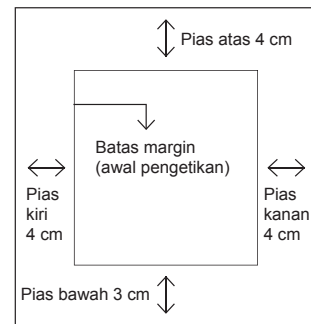 Pias atas 4 cm
Batas margin
(awal pengetikan)
Pias
kiri
4 cm
Pias
kanan
4 cm
Pias bawah 3 cm